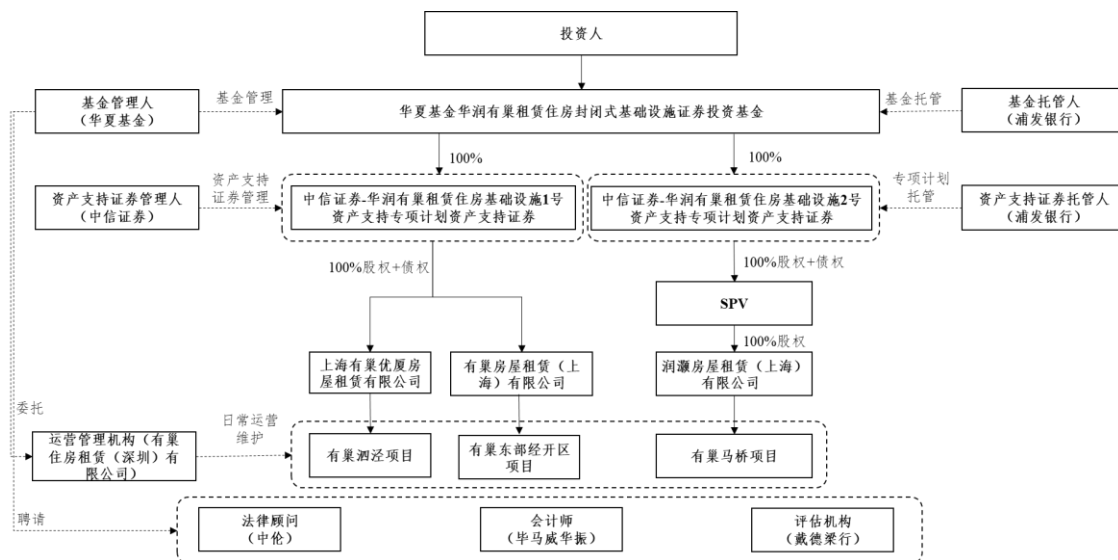 投资人
基金管理人
（华夏基金）
基金管理
华夏基金华润有巢租赁住房封闭式基础设施证券投资基金
基金托管
基金托管人
（浦发银行）
100%
100%
资产支持证券管理人
（中信证券）
资产支持
证券管理
中信证券-华润有巢租赁住房基础设施1号
资产支持专项计划资产支持证券
中信证券-华润有巢租赁住房基础设施2号
资产支持专项计划资产支持证券
专项计划
托管
资产支持证券托管人
（浦发银行）
100%股权+债权
100%股权+债权
SPV
100%股权
上海有巢优厦房
屋租赁有限公司
有巢房屋租赁（上
海）有限公司
润灏房屋租赁（上海）
有限公司
委托
运营管理机构（有巢
住房租赁（深圳）有
限公司）
日常运营
维护
有巢泗泾项目
有巢东部经开区
项目
有巢马桥项目
聘请
法律顾问
（中伦）
会计师
（毕马威华振）
评估机构
（戴德梁行）